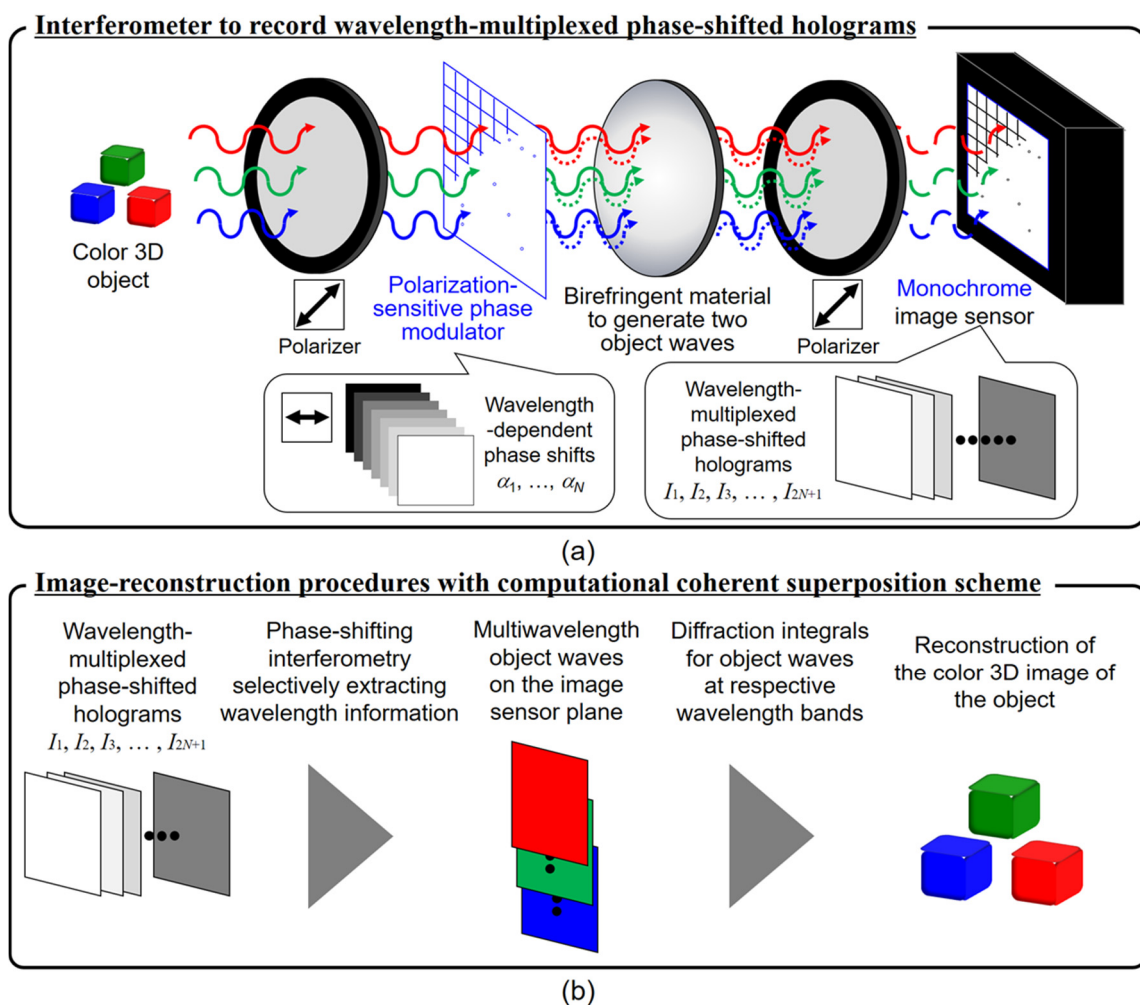 Interferometer to record wavelength-multiplexed phase-shifted holograms
Color 3D
object
Polarizer
Polarization-
sensitive phase
modulator
Birefringent material
to generate two
object waves
Polarizer
Monochrome
image sensor
Wavelength
-dependent
phase shifts
α1, ..., αN
Wavelength-
multiplexed
phase-shifted
holograms
I1, I2, I3, ... , I2N+1
(a)
Image-reconstruction procedures with computational coherent superposition scheme
Wavelength-
multiplexed
phase-shifted
holograms
I1, I2, I3, ... , I2N+1
Phase-shifting
interferometry
selectively extracting
wavelength information
Multiwavelength
object waves
on the image
sensor plane
Diffraction integrals
for object waves
at respective
wavelength bands
Reconstruction of
the color 3D image of
the object
(b)